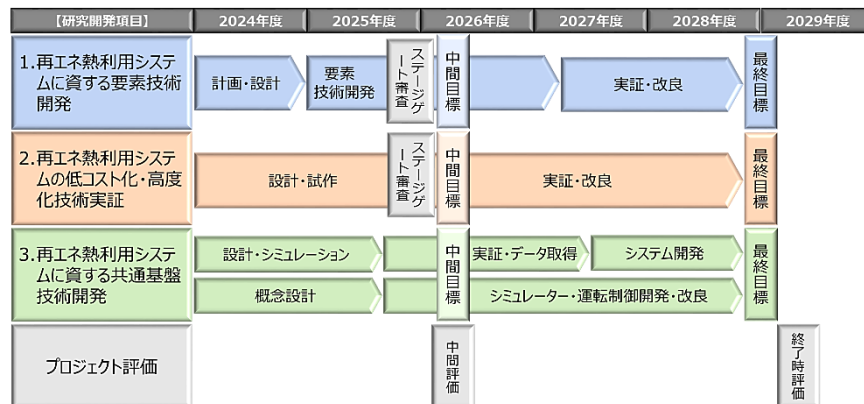 【研究開発項目】 2024年度 2025年度 2026年度 2027年度 2028年度 2029年度
1.再エネ熱利用システ
ムに資する要素技術
開発
計画・設計
要素
技術開発
ステージゲ
ート審査
中間目標
実証・改良
最終目標
2.再エネ熱利用システ
ムの低コスト化・高度
化技術実証
設計・試作
ステージゲ
ート審査
中間目標
実証・改良
最終目標
3.再エネ熱利用システ
ムに資する共通基盤
技術開発
設計・シミュレーション
中間目標
実証・データ取得
システム開発
最終目標
概念設計
シミュレーター・運転制御開発・改良
プロジェクト評価
中間評価
終了時評価